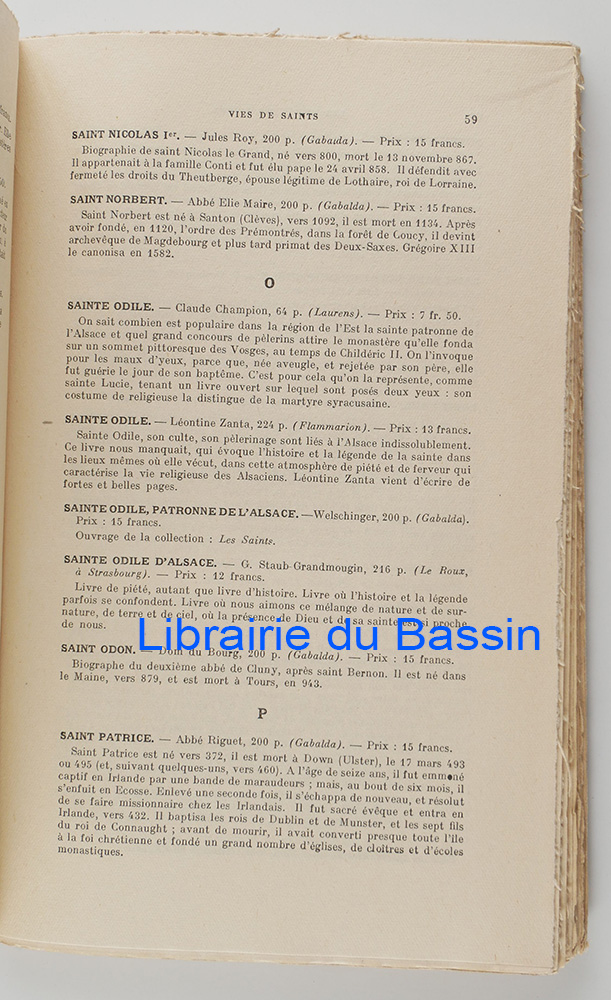 VIES DE SAINTS 59
SAINT NICOLAS Ier. — Jules Roy, 200 p. (Gabalda). — Prix : 15 francs.
Biographie de saint Nicolas le Grand, né vers 800, mort le 13 novembre 867.
Il appartenait à la famille Conti et fut élu pape le 24 avril 858. Il défendit avec
fermeté les droits du Theutberge, épouse légitime de Lothaire, roi de Lorraine.
SAINT NORBERT. — Abbé Elie Maire, 200 p. (Gabalda). — Prix : 15 francs.
Saint Norbert est né à Santon (Clèves), vers 1092, il est mort en 1134. Après
avoir fondé, en 1120, l'ordre des Prémontrés, dans la forêt de Coucy, il devint
archevêque de Magdebourg et plus tard primat des Deux-Saxes. Grégoire XIII
le canonisa en 1582.
O
SAINTE ODILE. — Claude Champion, 64 p. (Laurens). — Prix : 7 fr. 50.
On sait combien est populaire dans la région de l'Est la sainte patronne de
l'Alsace et quel grand concours de pèlerins attire le monastère qu'elle fonda
sur un sommet pittoresque des Vosges, au temps de Childéric II. On l'invoque
pour les maux d'yeux, parce que, née aveugle, et rejetée par son père, elle
fut guérie le jour de son baptême. C'est pour cela qu'on la représente, comme
sainte Lucie, tenant un livre ouvert sur lequel sont posés deux yeux : son
costume de religieuse la distingue de la martyre syracusaine.
SAINTE ODILE. — Léontine Zanta, 224 p. (Flammarion). — Prix : 13 francs.
Sainte Odile, son culte, son pèlerinage sont liés à l'Alsace indissolublement.
Ce livre nous manquait, qui évoque l'histoire et la légende de la sainte dans
les lieux mêmes où elle vécut, dans cette atmosphère de piété et de ferveur qui
caractérise la vie religieuse des Alsaciens. Léontine Zanta vient d'écrire de
fortes et belles pages.
SAINTE ODILE, PATRONNE DE L'ALSACE. —Welschinger, 200 p. (Gabalda).
Prix : 15 francs.
Ouvrage de la collection : Les Saints.
SAINTE ODILE D'ALSACE. — G. Staub-Grandmougin, 216 p. (Le Roux,
à Strasbourg). — Prix : 12 francs.
Livre de piété, autant que livre d'histoire. Livre où l'histoire et la légende
parfois se confondent. Livre où nous aimons ce mélange de nature et de sur-
nature, de terre et de ciel, où la présence de Dieu et d sa sainte est si proche
de nous.
Librairie du Bassin
SAINT ODON. — Dom du Bourg, 200 p. (Gabalda). — Prix : 15 francs.
Biographe du deuxième abbé de Cluny, après saint Bernon. Il est né dans
le Maine, vers 879, et est mort à Tours, en 943.
P
SAINT PATRICE. — Abbé Riguet, 200 p. (Gabalda). — Prix : 15 francs.
Saint Patrice est né vers 372, il est mort à Down (Ulster), le 17 mars 493
ou 495 (et, suivant quelques-uns, vers 460). A l'âge de seize ans, il fut emmené
captif en Irlande par une bande de maraudeurs ; mais, au bout de six mois, il
s'enfuit en Ecosse. Enlevé une seconde fois, il s'échappa de nouveau, et résolut
de se faire missionnaire chez les Irlandais. Il fut sacré évêque et entra en
Irlande, vers 432. Il baptisa les rois de Dublin et de Munster, et les sept fils
du roi de Connaught ; avant de mourir, il avait converti presque toute l'île
à la foi chrétienne et fondé un grand nombre d'églises, de cloîtres et d'écoles
monastiques.